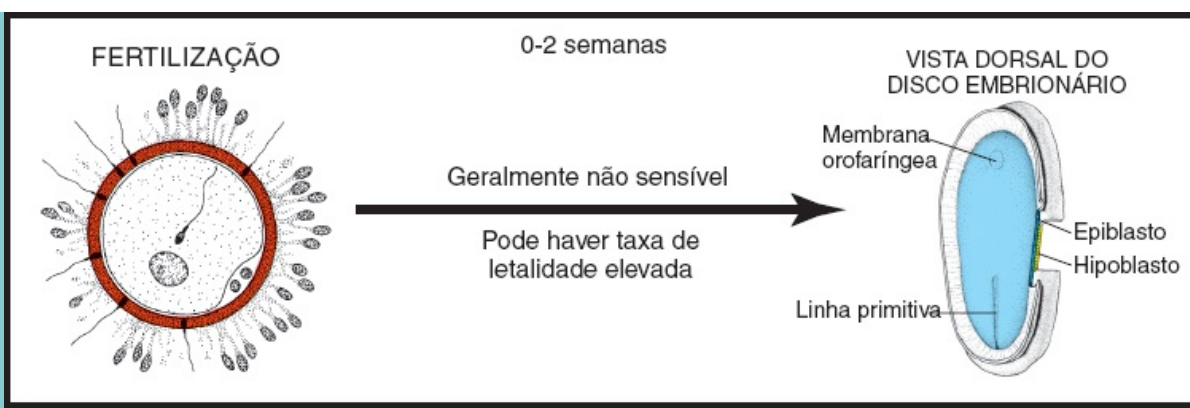 FERTILIZAÇÃO
0-2 semanas
Geralmente não sensível
Pode haver taxa de
letalidade elevada
VISTA DORSAL DO
DISCO EMBRIONÁRIO
Membrana
orofaríngea
Epiblasto
Hipoblasto
Linha primitiva